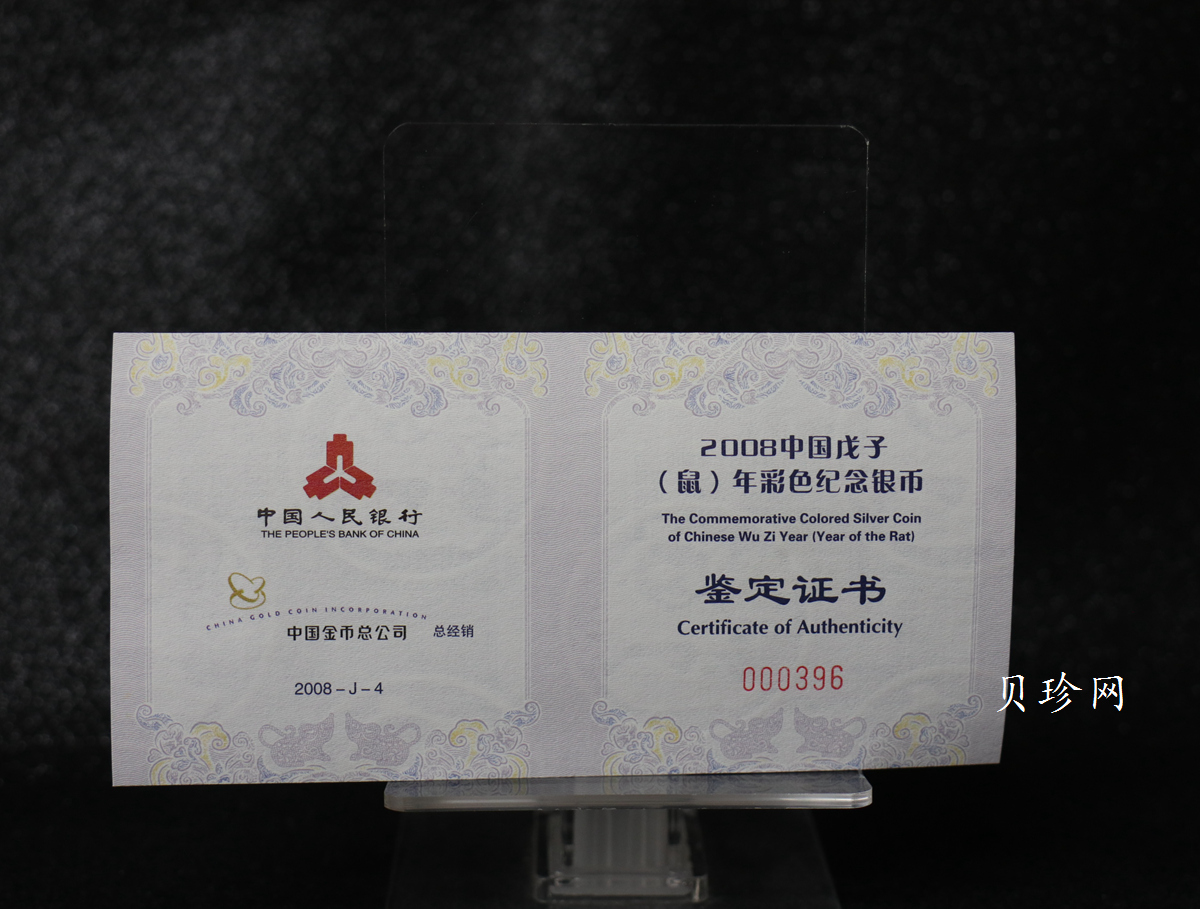 中国人民银行
THE PEOPLE'S BANK OF CHINA
CHINA GOLD COIN INCORPORATION
中国金币总公司 总经销
2008－J－4
2008中国戊子
（鼠）年彩色纪念银币
The Commemorative Colored Silver Coin
of Chinese Wu Zi Year (Year of the Rat)
鉴定证书
Certificate of Authenticity
000396
贝珍网